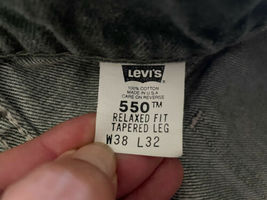 LEVI'S
100% COTTON
MADE IN U.S.A
CARE ON REVERSE
550™
RELAXED FIT
TAPERED LEG
W38 L32